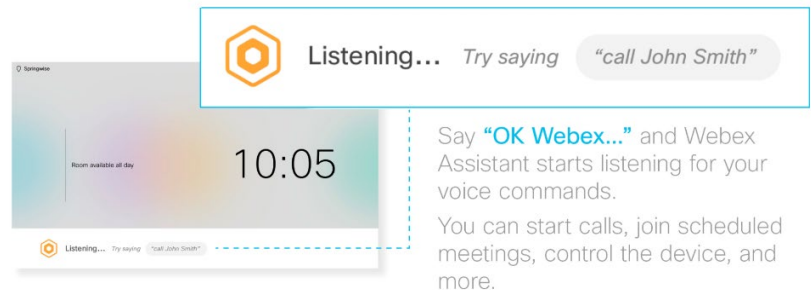 Listening... Try saying "call John Smith"
Springwise
Room available all day
10:05
Listening... Try saying "call John Smith"
Say “OK Webex...” and Webex
Assistant starts listening for your
voice commands.
You can start calls, join scheduled
meetings, control the device, and
more.